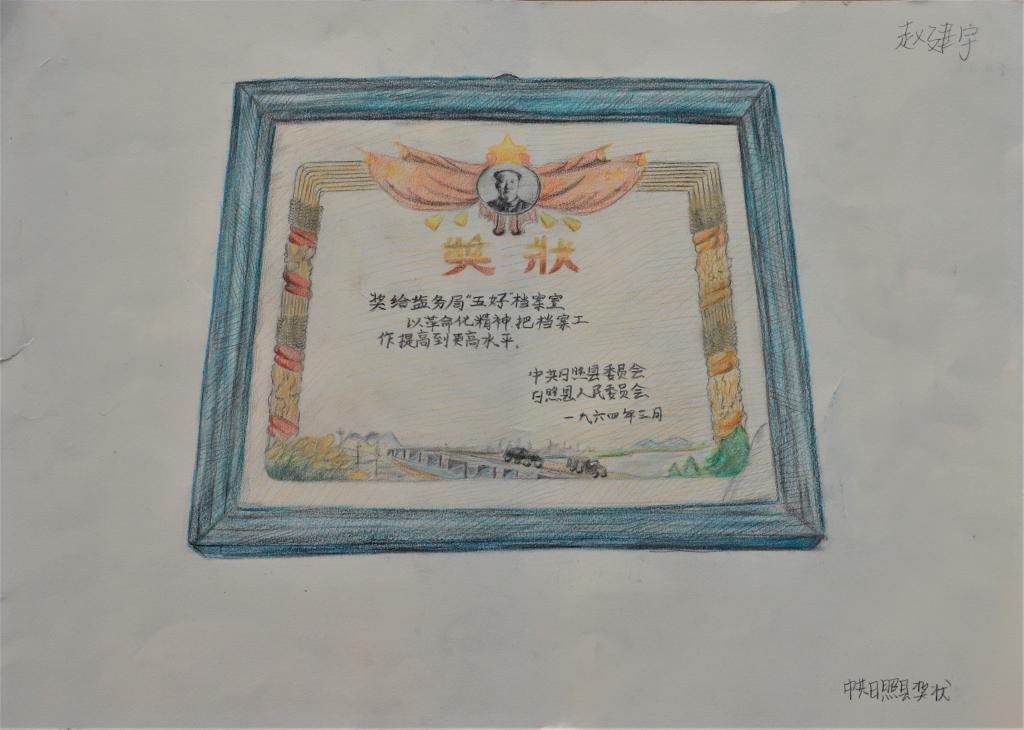 赵建宇
獎狀
奖给盐务局"五好"档案室
以革命化精神.把档案工
作提高到更高水平。
中共日照县委员会
日照县人民委员会
一九六四年三月
中共日照县奖状